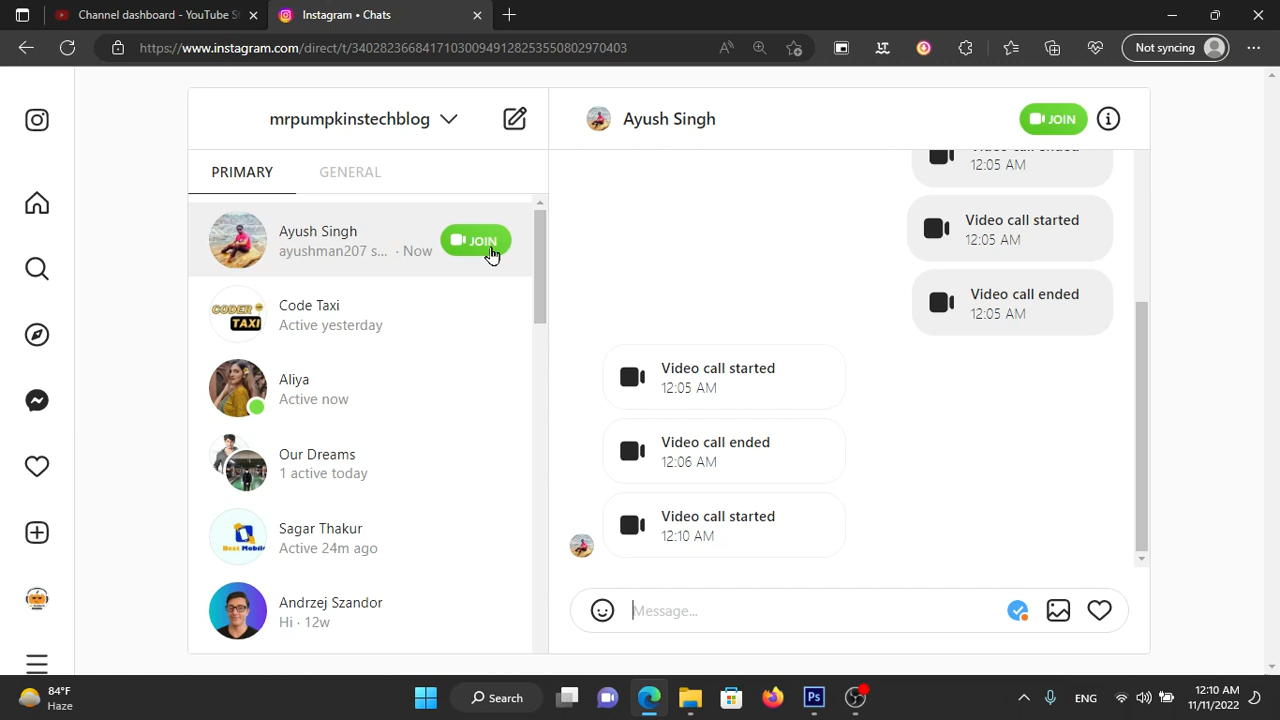 Channel dashboard - YouTube St
Instagram • Chats
https://www.instagram.com/direct/t/340282366841710300949128253550802970403
Not syncing
mrpumpkinstechblog
Ayush Singh
JOIN
PRIMARY
GENERAL
Ayush Singh
ayushman207 s... · Now
JOIN
Code Taxi
Active yesterday
CODER
TAXI
Aliya
Active now
Our Dreams
1 active today
Sagar Thakur
Active 24m ago
Andrzej Szandor
Hi · 12w
Video call ended
12:05 AM
Video call started
12:05 AM
Video call ended
12:05 AM
Video call started
12:05 AM
Video call ended
12:06 AM
Video call started
12:10 AM
Message...
84°F
Haze
Search
Ps
ENG
12:10 AM
11/11/2022